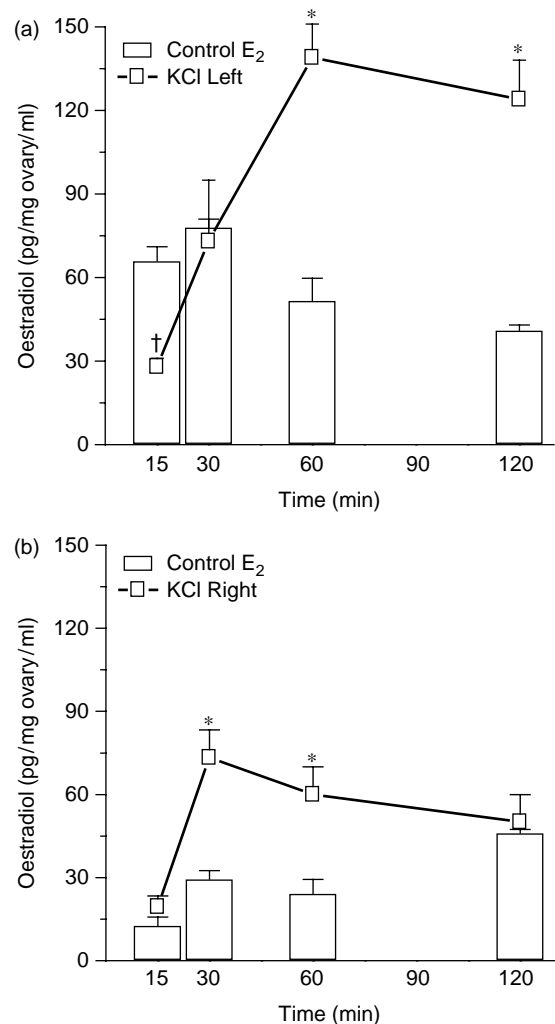 (a)
150
120
90
60
30
0
Oestradiol (pg/mg ovary/ml)
Control E₂
KCl Left
†
*
*
15 30 60 90 120
Time (min)
(b)
150
120
90
60
30
0
Oestradiol (pg/mg ovary/ml)
Control E₂
KCl Right
*
*
15 30 60 90 120
Time (min)